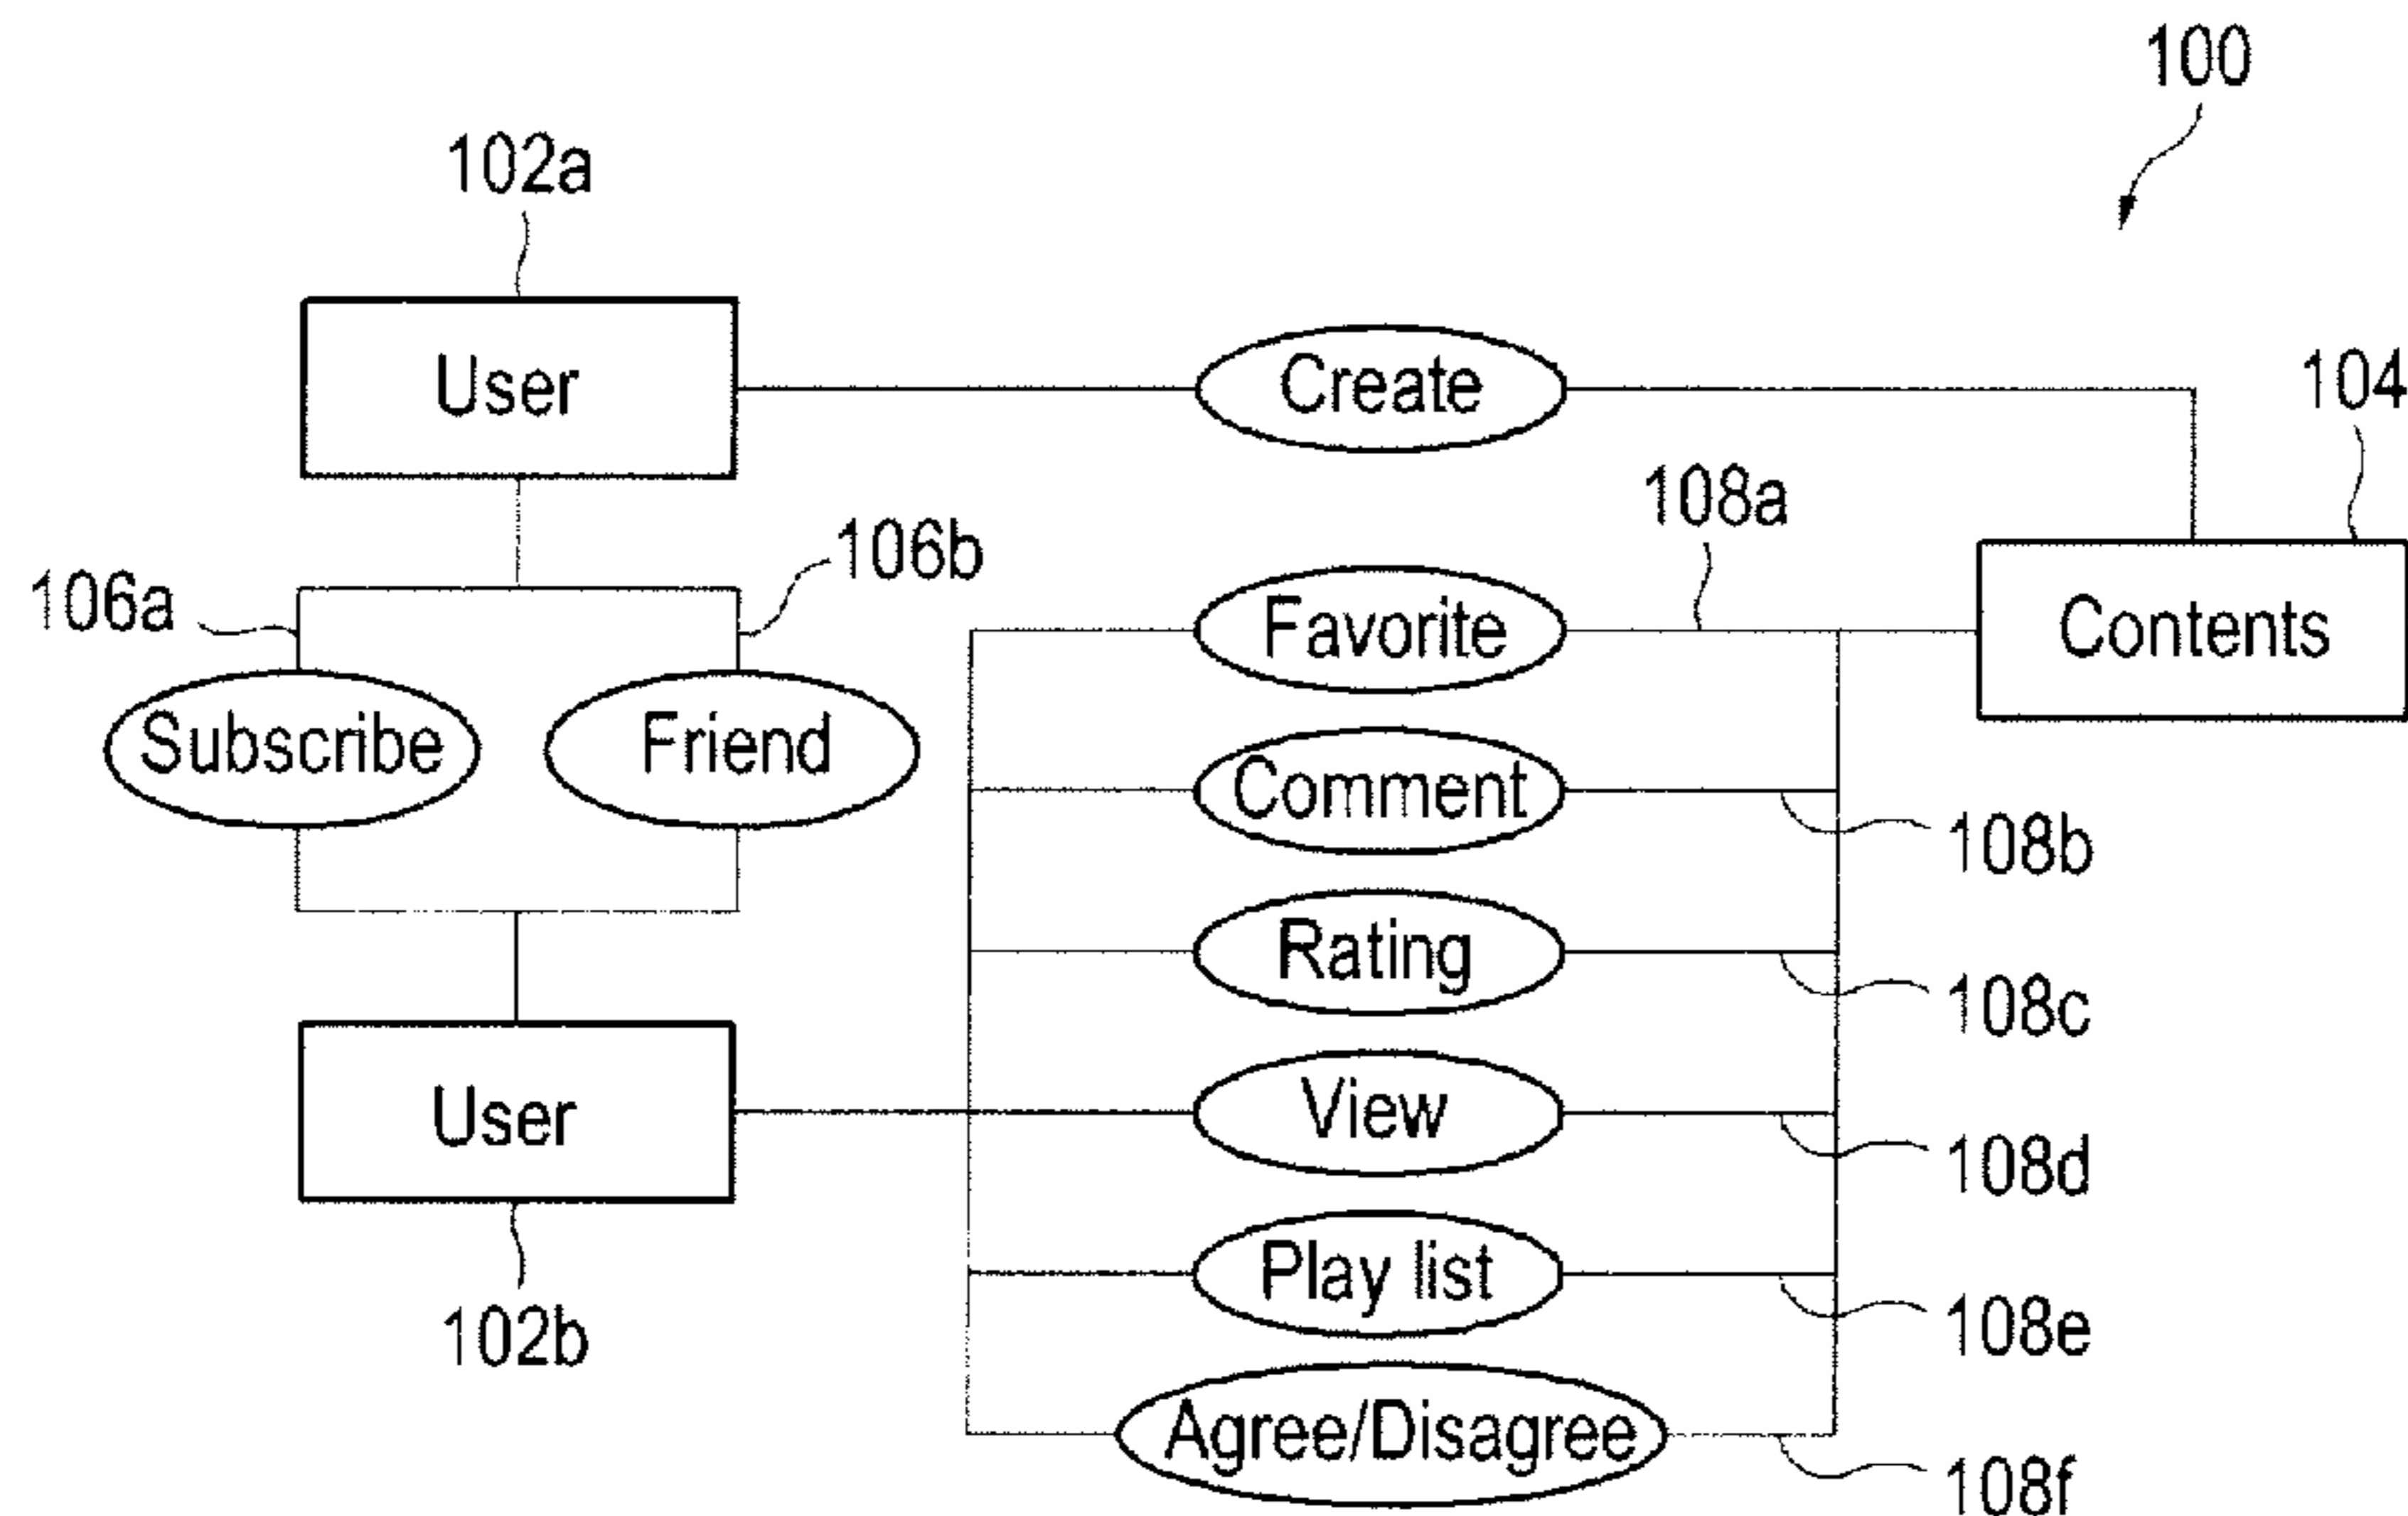 100
102a
User
Create
104
108a
106b
106a
Favorite
Contents
Subscribe
Friend
Comment
108b
Rating
108c
User
View
108d
Play list
108e
102b
Agree/Disagree
108f